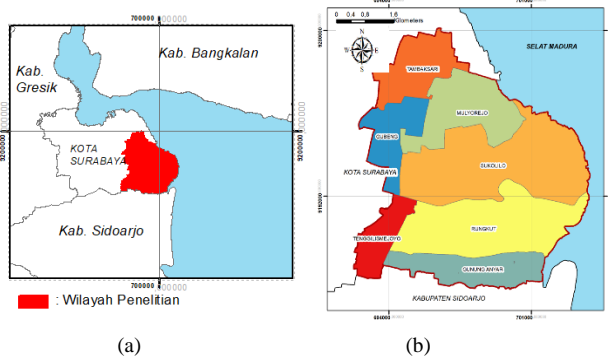 700000
Kab. Bangkalan
Kab.
Gresik
9200000
9200000
KOTA
SURABAYA
Kab. Sidoarjo
700000
: Wilayah Penelitian
(a)
0 0,4 0,8 1,6
Kilometers
N
W E
S
SELAT MADURA
TAMBAKSARI
MULYOREJO
GUBENG
SUKOLILO
KOTA SURABAYA
RUNGKUT
TENGGILISMEJOYO
GUNUNG ANYAR
KABUPATEN SIDOARJO
(b)